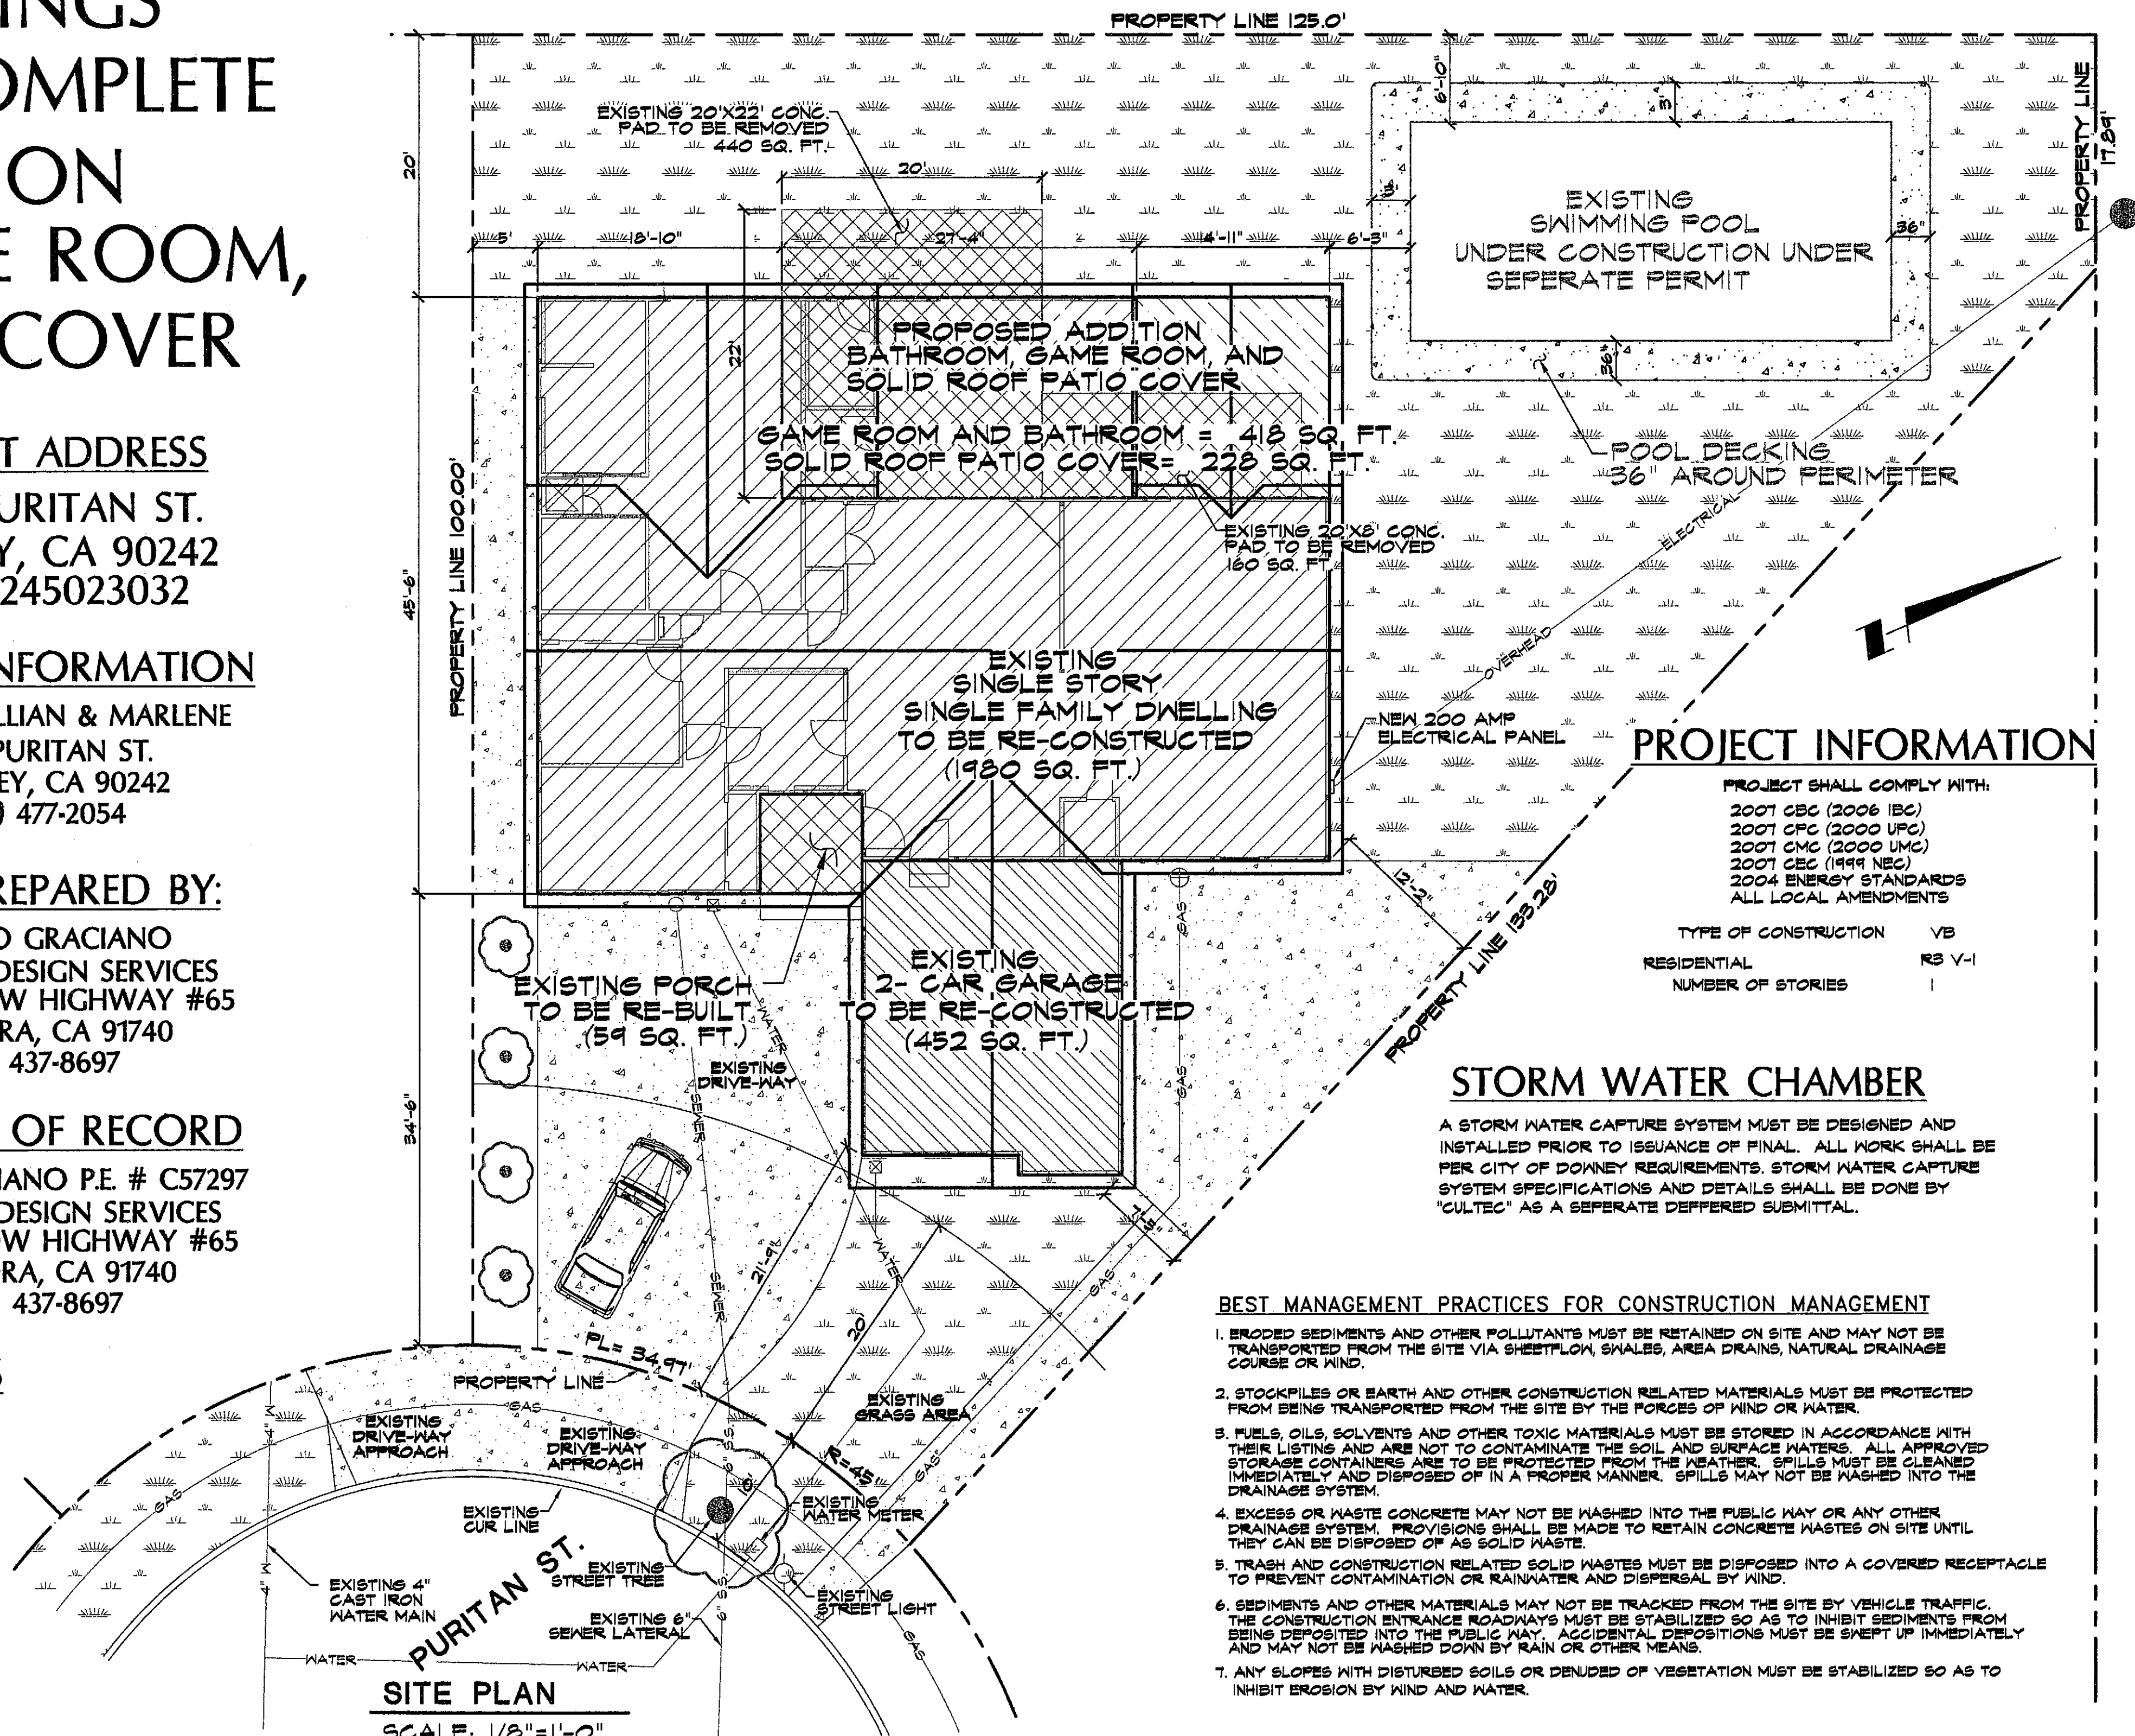 INGS
OMPLETE
ON
E ROOM,
COVER
T ADDRESS
URITAN ST.
Y, CA 90242
245023032
NFORMATION
LLIAN & MARLENE
PURITAN ST.
EY, CA 90242
) 477-2054
REPARED BY:
O GRACIANO
DESIGN SERVICES
OW HIGHWAY #65
RA, CA 91740
437-8697
OF RECORD
IANO P.E. # C57297
DESIGN SERVICES
OW HIGHWAY #65
RA, CA 91740
437-8697
PROPERTY LINE 125.0'
20'
45'-6"
34'-6"
PROPERTY LINE 100.00'
EXISTING 20'X22' CONC.
PAD TO BE REMOVED
440 SQ. FT.
20'
5'
18'-10"
27'-4"
14'-11"
6'-3"
22'
6'-10"
3'
3'
36"
36"
PROPERTY LINE
17.89'
EXISTING
SWIMMING POOL
UNDER CONSTRUCTION UNDER
SEPERATE PERMIT
POOL DECKING
36" AROUND PERIMETER
PROPOSED ADDITION
BATHROOM, GAME ROOM, AND
SOLID ROOF PATIO COVER
GAME ROOM AND BATHROOM = 418 SQ. FT.
SOLID ROOF PATIO COVER= 228 SQ. FT.
EXISTING 20'X8' CONC.
PAD TO BE REMOVED
160 SQ. FT.
ELECTRICAL
OVERHEAD
EXISTING
SINGLE STORY
SINGLE FAMILY DWELLING
TO BE RE-CONSTRUCTED
(1980 SQ. FT.)
NEW 200 AMP
ELECTRICAL PANEL
12'-2"
PROPERTY LINE 133.28'
GAS
GAS
EXISTING PORCH
TO BE RE-BUILT
(59 SQ. FT.)
EXISTING
2- CAR GARAGE
TO BE RE-CONSTRUCTED
(452 SQ. FT.)
WATER
EXISTING
DRIVE-WAY
SEWER
SEWER
WATER
21'-9"
20'
7'-5"
GAS
PL= 34.97'
PROPERTY LINE
GAS
EXISTING
DRIVE-WAY
APPROACH
EXISTING
DRIVE-WAY
APPROACH
EXISTING
GRASS AREA
R=45'
GAS
GAS
4" W
4" W
EXISTING
CUR LINE
6" SS
10'
EXISTING
WATER METER
EXISTING
STREET TREE
EXISTING
STREET LIGHT
EXISTING 4"
CAST IRON
WATER MAIN
PURITAN ST.
EXISTING 6"
SEWER LATERAL
6" SS
GAS
WATER
WATER
SITE PLAN
SCALE: 1/8"=1'-0"
PROJECT INFORMATION
PROJECT SHALL COMPLY WITH:
2007 CBC (2006 IBC)
2007 CPC (2000 UPC)
2007 CMC (2000 UMC)
2007 CEC (1999 NEC)
2004 ENERGY STANDARDS
ALL LOCAL AMENDMENTS
TYPE OF CONSTRUCTION VB
RESIDENTIAL R3 V-1
NUMBER OF STORIES 1
STORM WATER CHAMBER
A STORM WATER CAPTURE SYSTEM MUST BE DESIGNED AND
INSTALLED PRIOR TO ISSUANCE OF FINAL. ALL WORK SHALL BE
PER CITY OF DOWNEY REQUIREMENTS. STORM WATER CAPTURE
SYSTEM SPECIFICATIONS AND DETAILS SHALL BE DONE BY
"CULTEC" AS A SEPERATE DEFFERED SUBMITTAL.
BEST MANAGEMENT PRACTICES FOR CONSTRUCTION MANAGEMENT
1. ERODED SEDIMENTS AND OTHER POLLUTANTS MUST BE RETAINED ON SITE AND MAY NOT BE
TRANSPORTED FROM THE SITE VIA SHEETFLOW, SWALES, AREA DRAINS, NATURAL DRAINAGE
COURSE OR WIND.
2. STOCKPILES OR EARTH AND OTHER CONSTRUCTION RELATED MATERIALS MUST BE PROTECTED
FROM BEING TRANSPORTED FROM THE SITE BY THE FORCES OF WIND OR WATER.
3. FUELS, OILS, SOLVENTS AND OTHER TOXIC MATERIALS MUST BE STORED IN ACCORDANCE WITH
THEIR LISTING AND ARE NOT TO CONTAMINATE THE SOIL AND SURFACE WATERS. ALL APPROVED
STORAGE CONTAINERS ARE TO BE PROTECTED FROM THE WEATHER. SPILLS MUST BE CLEANED
IMMEDIATELY AND DISPOSED OF IN A PROPER MANNER. SPILLS MAY NOT BE WASHED INTO THE
DRAINAGE SYSTEM.
4. EXCESS OR WASTE CONCRETE MAY NOT BE WASHED INTO THE PUBLIC WAY OR ANY OTHER
DRAINAGE SYSTEM. PROVISIONS SHALL BE MADE TO RETAIN CONCRETE WASTES ON SITE UNTIL
THEY CAN BE DISPOSED OF AS SOLID WASTE.
5. TRASH AND CONSTRUCTION RELATED SOLID WASTES MUST BE DISPOSED INTO A COVERED RECEPTACLE
TO PREVENT CONTAMINATION OR RAINWATER AND DISPERSAL BY WIND.
6. SEDIMENTS AND OTHER MATERIALS MAY NOT BE TRACKED FROM THE SITE BY VEHICLE TRAFFIC.
THE CONSTRUCTION ENTRANCE ROADWAYS MUST BE STABILIZED SO AS TO INHIBIT SEDIMENTS FROM
BEING DEPOSITED INTO THE PUBLIC WAY. ACCIDENTAL DEPOSITIONS MUST BE SWEPT UP IMMEDIATELY
AND MAY NOT BE WASHED DOWN BY RAIN OR OTHER MEANS.
7. ANY SLOPES WITH DISTURBED SOILS OR DENUDED OF VEGETATION MUST BE STABILIZED SO AS TO
INHIBIT EROSION BY WIND AND WATER.